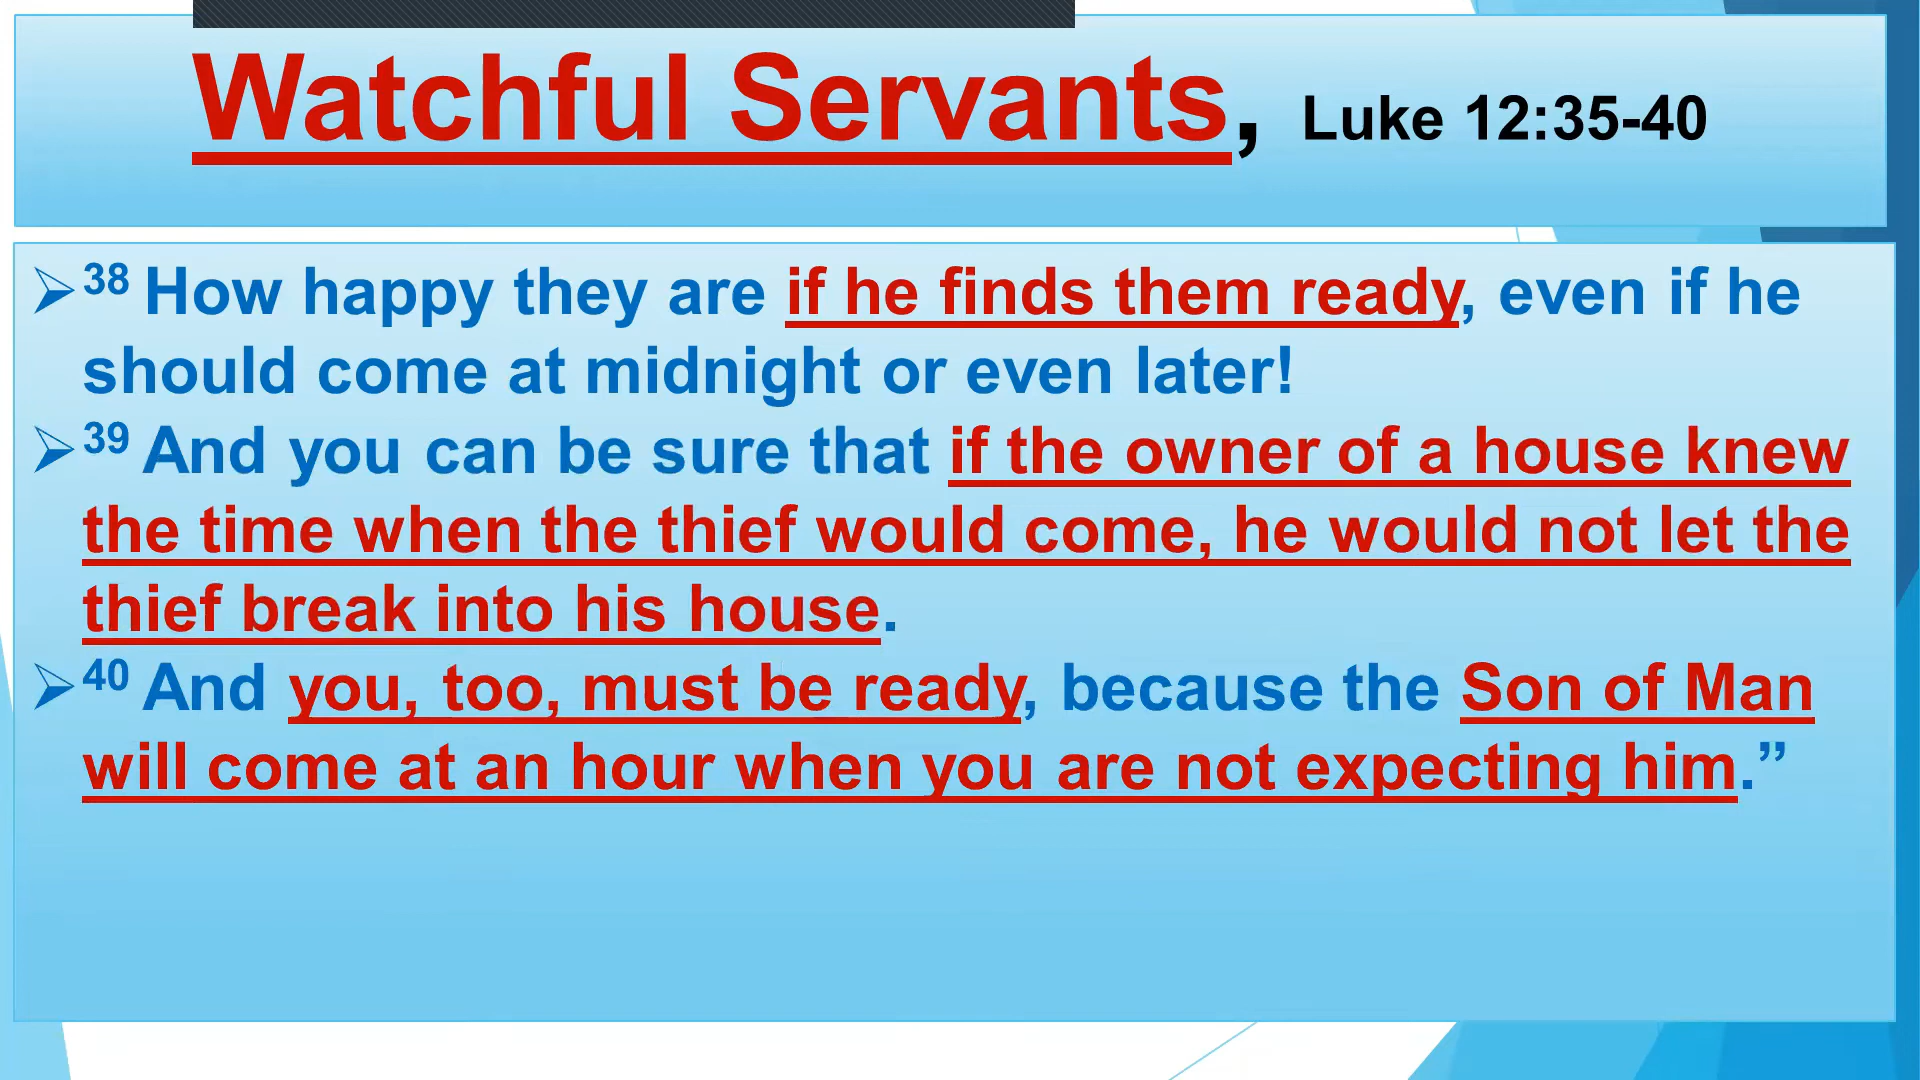 Watchful Servants, Luke 12:35-40
➢38 How happy they are if he finds them ready, even if he
should come at midnight or even later!
➢39 And you can be sure that if the owner of a house knew
the time when the thief would come, he would not let the
thief break into his house.
➢40 And you, too, must be ready, because the Son of Man
will come at an hour when you are not expecting him.”